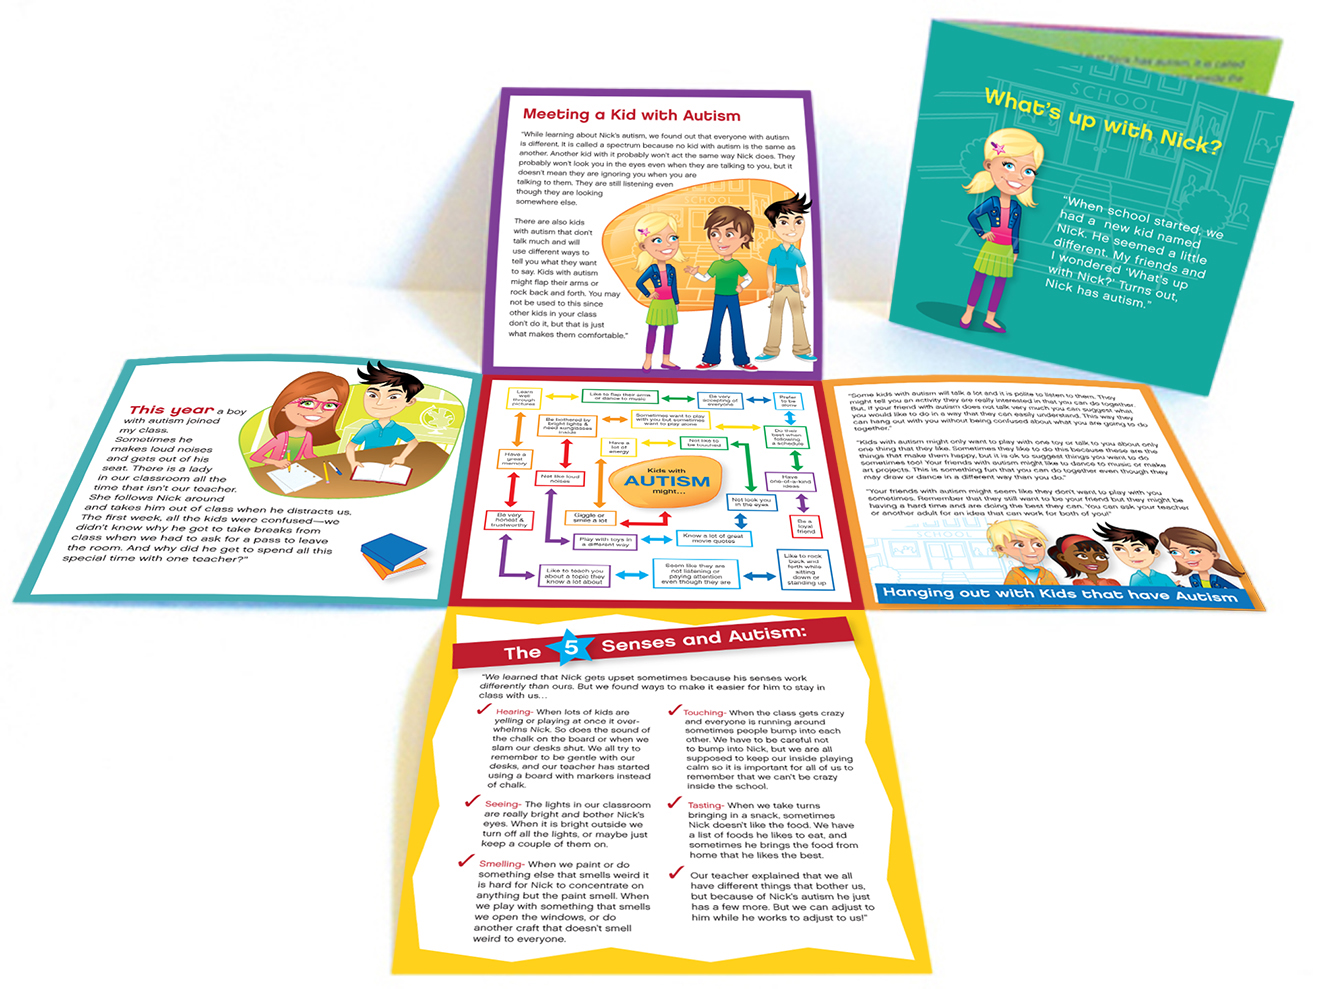 What's up with Nick?
SCHOOL
"When school started, we
had a new kid named
Nick. He seemed a little
different. My friends and
I wondered 'What's up
with Nick?' Turns out,
Nick has autism."
Meeting a Kid with Autism
"While learning about Nick's autism, we found out that everyone with autism
is different. It is called a spectrum because no kid with autism is the same as
another. Another kid with it probably won't act the same way Nick does. They
probably won't look you in the eyes even when they are talking to you, but it
doesn't mean they are ignoring you when you are
talking to them. They are still listening even
though they are looking
somewhere else.
SCHOOL
There are also kids
with autism that don't
talk much and will
use different ways to
tell you what they want
to say. Kids with autism
might flap their arms or
rock back and forth. You may
not be used to this since
other kids in your class
don't do it, but that is just
what makes them comfortable."
This year a boy
with autism joined
my class.
Sometimes he
makes loud noises
and gets out of his
seat. There is a lady
in our classroom all the
time that isn't our teacher.
She follows Nick around
and takes him out of class when he distracts us.
The first week, all the kids were confused—we
didn't know why he got to take breaks from
class when we had to ask for a pass to leave
the room. And why did he get to spend all this
special time with one teacher?"
Learn
well
through
pictures
Like to flap their arms
or dance to music
Be very
accepting of
everyone
Prefer
to be
alone
Be bothered by
bright lights &
need sunglasses
inside
Sometimes want to play
with you but sometimes
want to play alone
Do their
best when
following
a schedule
Have a
lot of
energy
Not like to
be touched
Have a
great
memory
Not like loud
noises
Kids with
AUTISM
might...
Have
one-of-a-kind
ideas
Not look you
in the eyes
Be very
honest &
trustworthy
Giggle or
smile a lot
Be a
loyal
friend
Play with toys in
a different way
Know a lot of great
movie quotes
Like to teach you
about a topic they
know a lot about
Seem like they are
not listening or
paying attention
even though they are
Like to rock
back and
forth while
sitting
down or
standing up
"Some kids with autism will talk a lot and it is polite to listen to them. They
might tell you an activity they are really interested in that you can do together.
But, if your friend with autism does not talk very much you can suggest what
you would like to do in a way that they can easily understand. This way they
can hang out with you without being confused about what you are going to do
together."
"Kids with autism might only want to play with one toy or talk to you about only
one thing that they like. Sometimes they like to do this because these are the
things that make them happy, but it is ok to suggest things you want to do
sometimes too! Your friends with autism might like to dance to music or make
art projects. This is something fun that you can do together even though they
may draw or dance in a different way than you do."
"Your friends with autism might seem like they don't want to play with you
sometimes. Remember that they still want to be your friend but they might be
having a hard time and are doing the best they can. You can ask your teacher
or another adult for an idea that can work for both of you!"
SCHOOL
Hanging out with Kids that have Autism
The 5 Senses and Autism:
"We learned that Nick gets upset sometimes because his senses work
differently than ours. But we found ways to make it easier for him to stay in
class with us...
Hearing- When lots of kids are
yelling or playing at once it over-
whelms Nick. So does the sound of
the chalk on the board or when we
slam our desks shut. We all try to
remember to be gentle with our
desks, and our teacher has started
using a board with markers instead
of chalk.
Seeing- The lights in our classroom
are really bright and bother Nick's
eyes. When it is bright outside we
turn off all the lights, or maybe just
keep a couple of them on.
Smelling- When we paint or do
something else that smells weird it
is hard for Nick to concentrate on
anything but the paint smell. When
we play with something that smells
we open the windows, or do
another craft that doesn't smell
weird to everyone.
Touching- When the class gets crazy
and everyone is running around
sometimes people bump into each
other. We have to be careful not
to bump into Nick, but we are all
supposed to keep our inside playing
calm so it is important for all of us to
remember that we can't be crazy
inside the school.
Tasting- When we take turns
bringing in a snack, sometimes
Nick doesn't like the food. We have
a list of foods he likes to eat, and
sometimes he brings the food from
home that he likes the best.
Our teacher explained that we all
have different things that bother us,
but because of Nick's autism he just
has a few more. But we can adjust to
him while he works to adjust to us!"